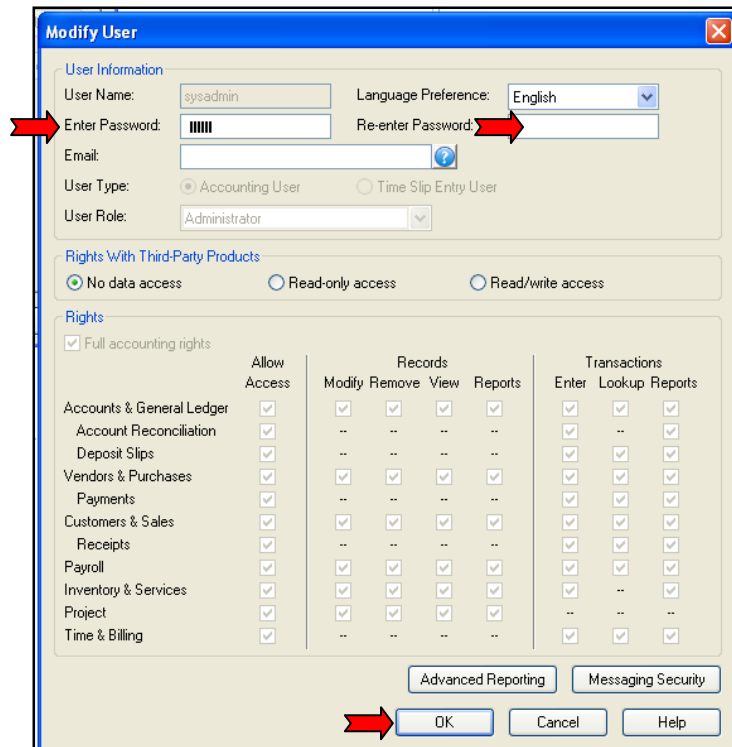 Modify User
User Information
User Name: sysadmin Language Preference: English
Enter Password: Re-enter Password:
Email: ?
User Type: Accounting User Time Slip Entry User
User Role: Administrator
Rights With Third-Party Products
No data access Read-only access Read/write access
Rights
Full accounting rights
Allow Records Transactions
Access Modify Remove View Reports Enter Lookup Reports
Accounts & General Ledger
Account Reconciliation -- -- -- -- --
Deposit Slips -- -- -- --
Vendors & Purchases
Payments -- -- -- --
Customers & Sales
Receipts -- -- -- --
Payroll
Inventory & Services --
Project -- -- --
Time & Billing -- -- -- --
Advanced Reporting Messaging Security
OK Cancel Help